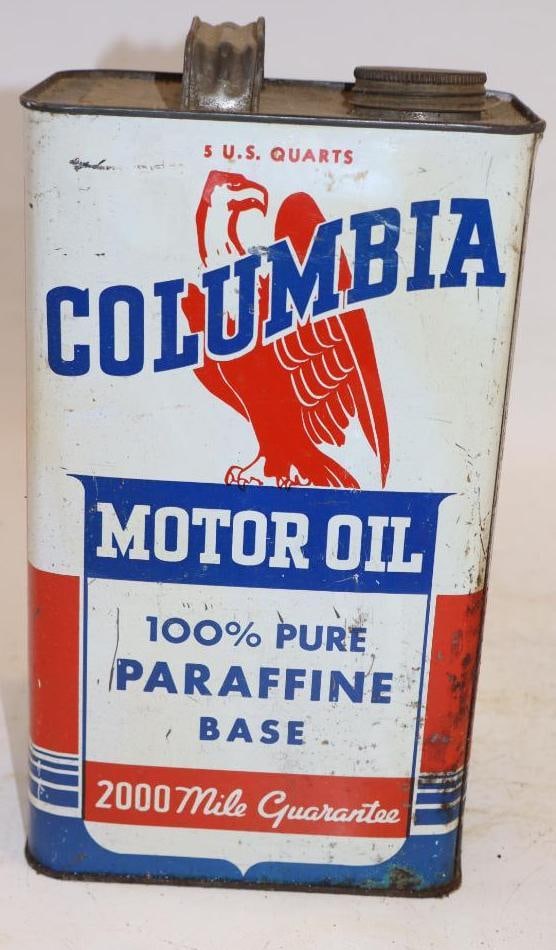 5 U.S. QUARTS
COLUMBIA
MOTOR OIL
100% PURE
PARAFFINE
BASE
2000 Mile Guarantee